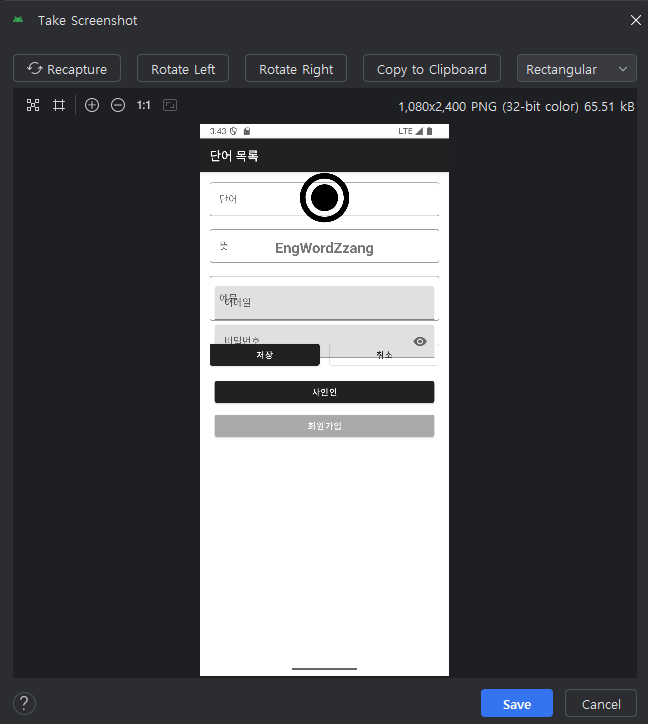 Take Screenshot
Recapture Rotate Left Rotate Right Copy to Clipboard Rectangular
1:1 1,080x2,400 PNG (32-bit color) 65.51 kB
3:43 LTE
단어 목록
단어
뜻
EngWordZzang
예문
이메일
비밀번호
저장 취소
사인인
회원가입
? Save Cancel